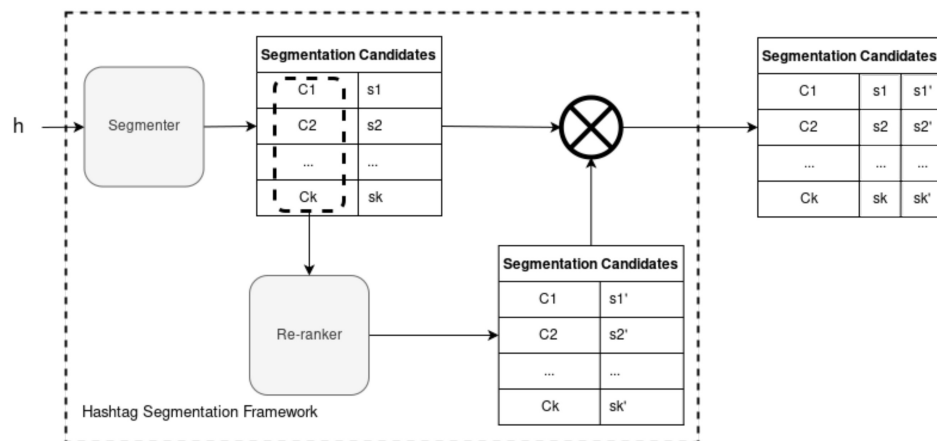 h
Segmenter
Segmentation Candidates
C1 s1
C2 s2
... ...
Ck sk
Re-ranker
Segmentation Candidates
C1 s1'
C2 s2'
... ...
Ck sk'
Segmentation Candidates
C1 s1 s1'
C2 s2 s2'
... ... ...
Ck sk sk'
Hashtag Segmentation Framework